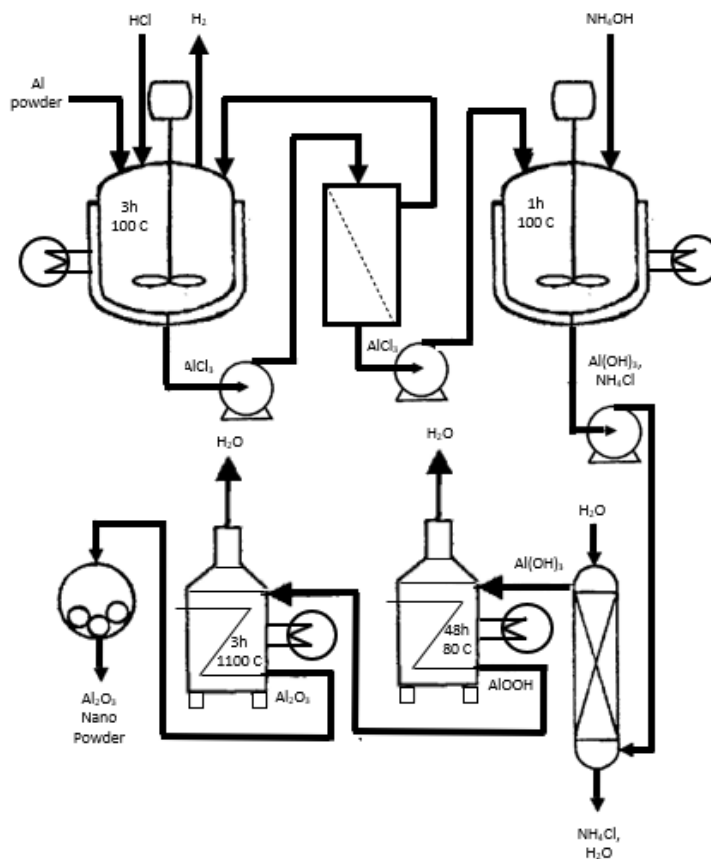 HCl
H₂
NH₄OH
Al
powder
3h
100 C
1h
100 C
AlCl₃
AlCl₃
Al(OH)₃,
NH₄Cl
H₂O
H₂O
H₂O
Al(OH)₃
3h
1100 C
48h
80 C
Al₂O₃
AlOOH
Al₂O₃
Nano
Powder
NH₄Cl,
H₂O